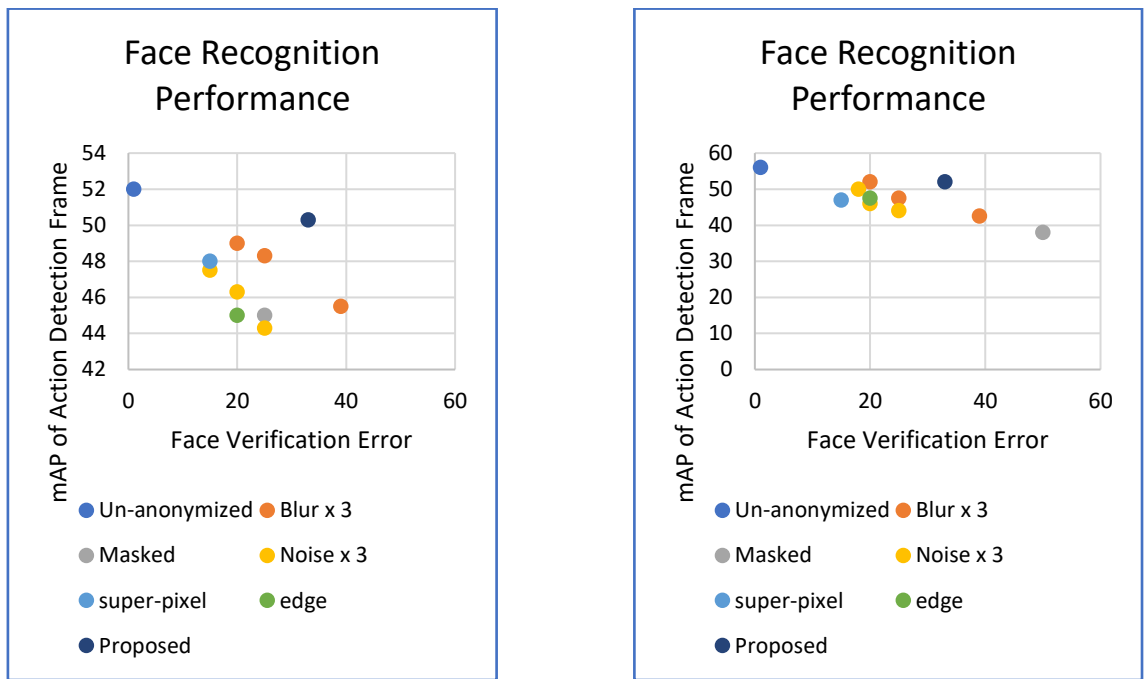 Face Recognition
Performance
mAP of Action Detection Frame
54
52
50
48
46
44
42
0 20 40 60
Face Verification Error
Un-anonymized Blur x 3
Masked Noise x 3
super-pixel edge
Proposed
Face Recognition
Performance
mAP of Action Detection Frame
60
50
40
30
20
10
0
0 20 40 60
Face Verification Error
Un-anonymized Blur x 3
Masked Noise x 3
super-pixel edge
Proposed